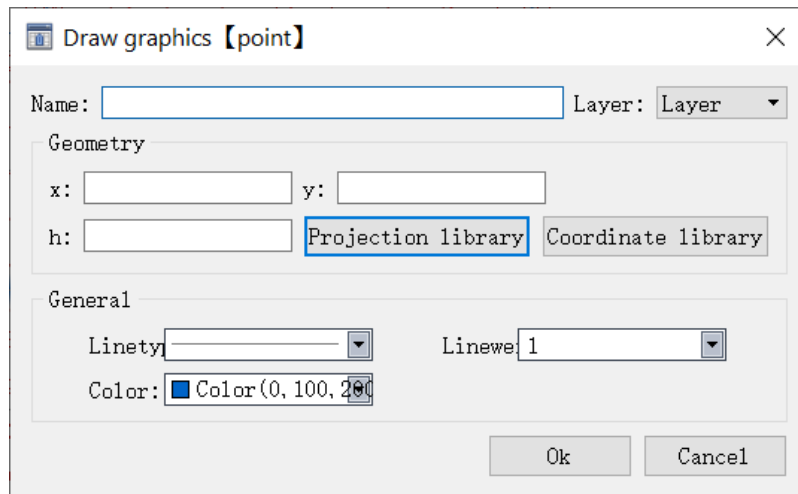 Draw graphics【point】
Name: Layer: Layer
Geometry
x: y:
h: Projection library Coordinate library
General
Linety Linewe 1
Color: Color(0, 100, 200
Ok Cancel